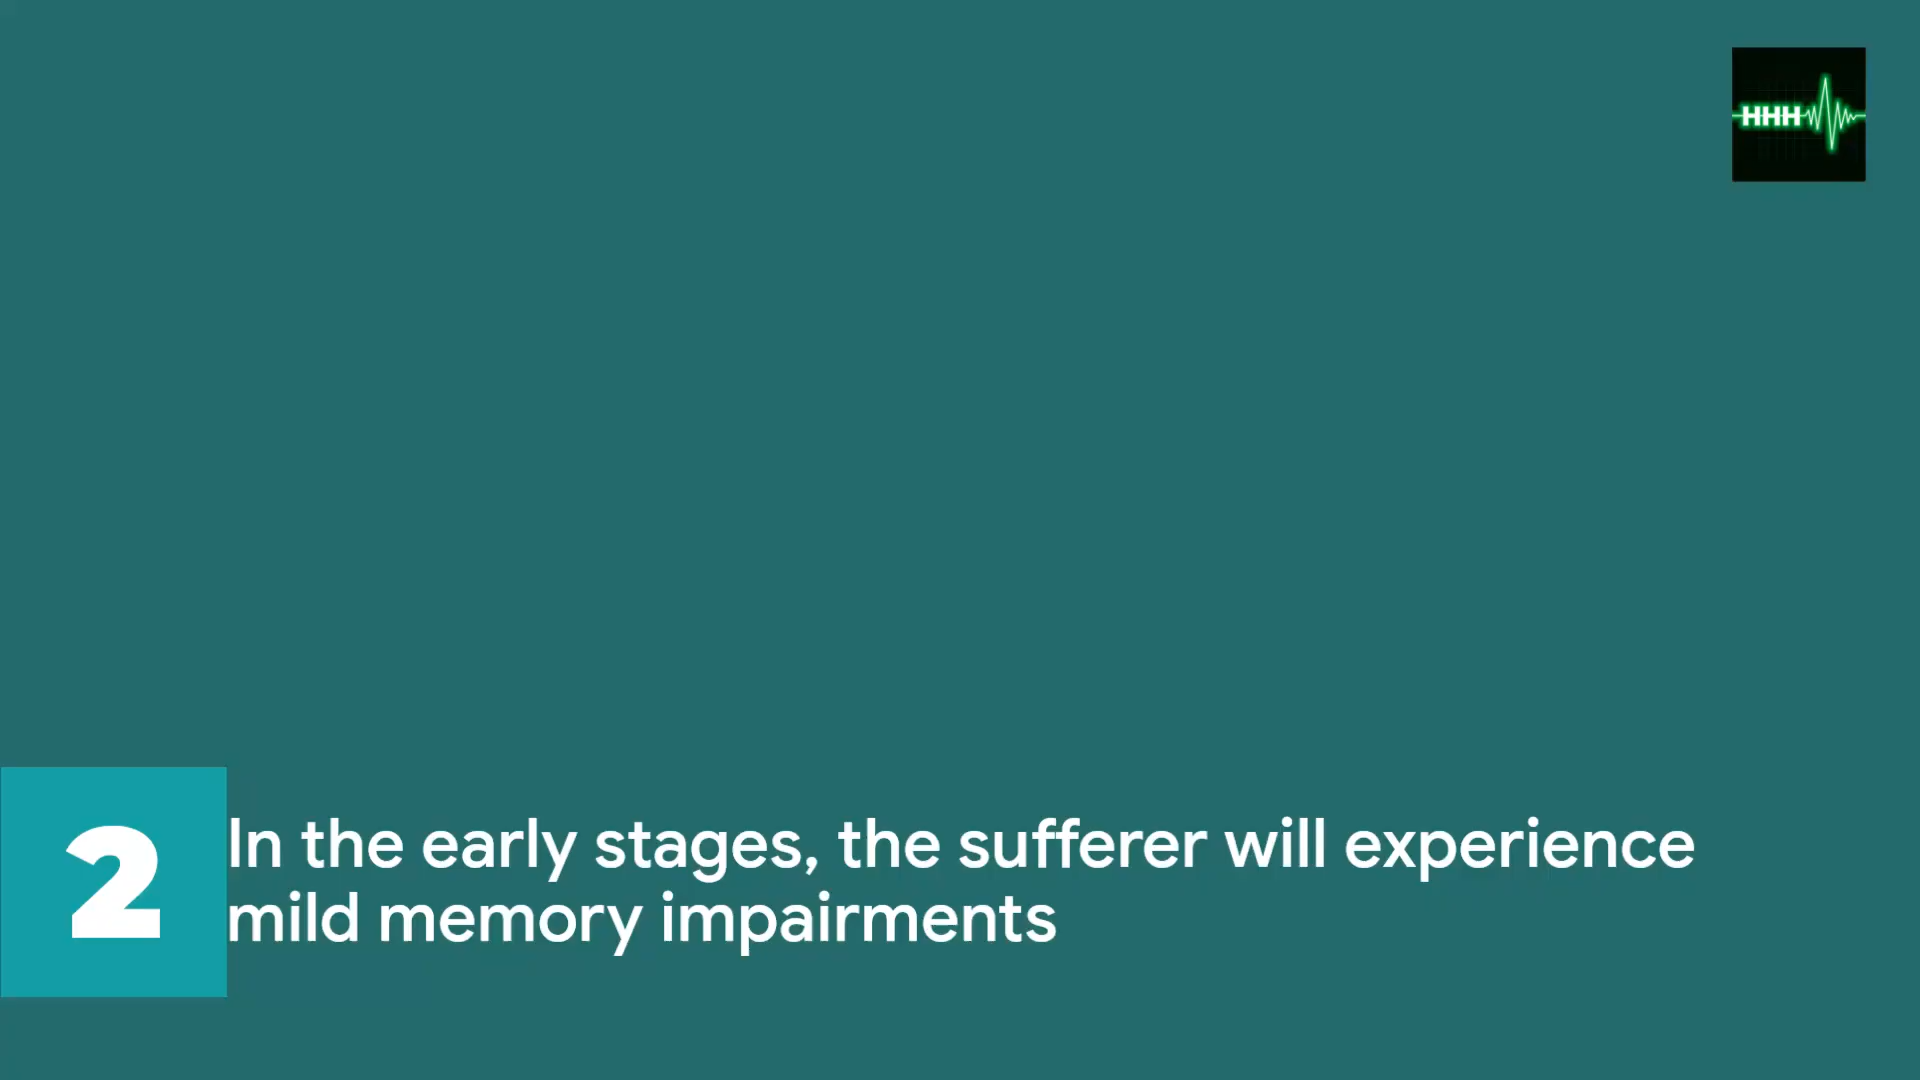 HHH
2
In the early stages, the sufferer will experience
mild memory impairments